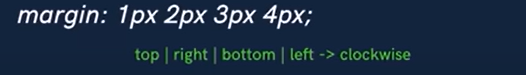 margin: 1px 2px 3px 4px;
top | right | bottom | left -> clockwise